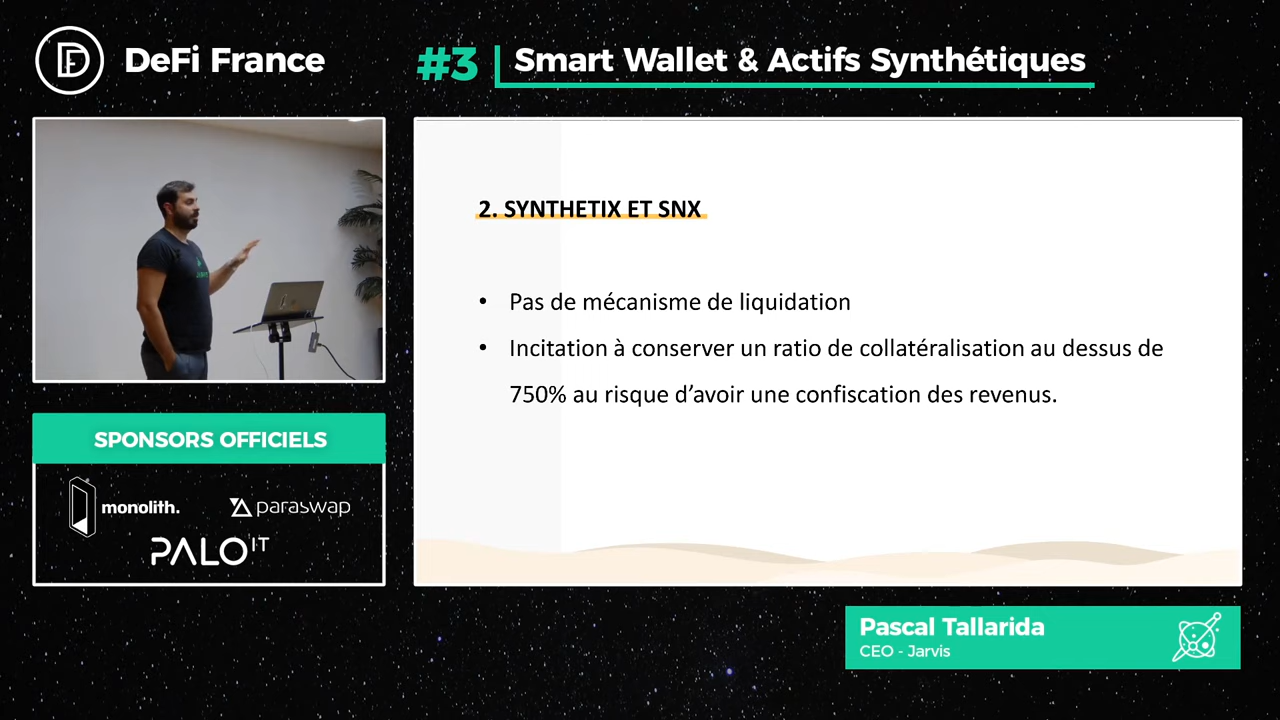 DeFi France
#3 Smart Wallet & Actifs Synthétiques
2. SYNTHETIX ET SNX
• Pas de mécanisme de liquidation
• Incitation à conserver un ratio de collatéralisation au dessus de
750% au risque d’avoir une confiscation des revenus.
SPONSORS OFFICIELS
monolith.
paraswap
PALO IT
Pascal Tallarida
CEO - Jarvis